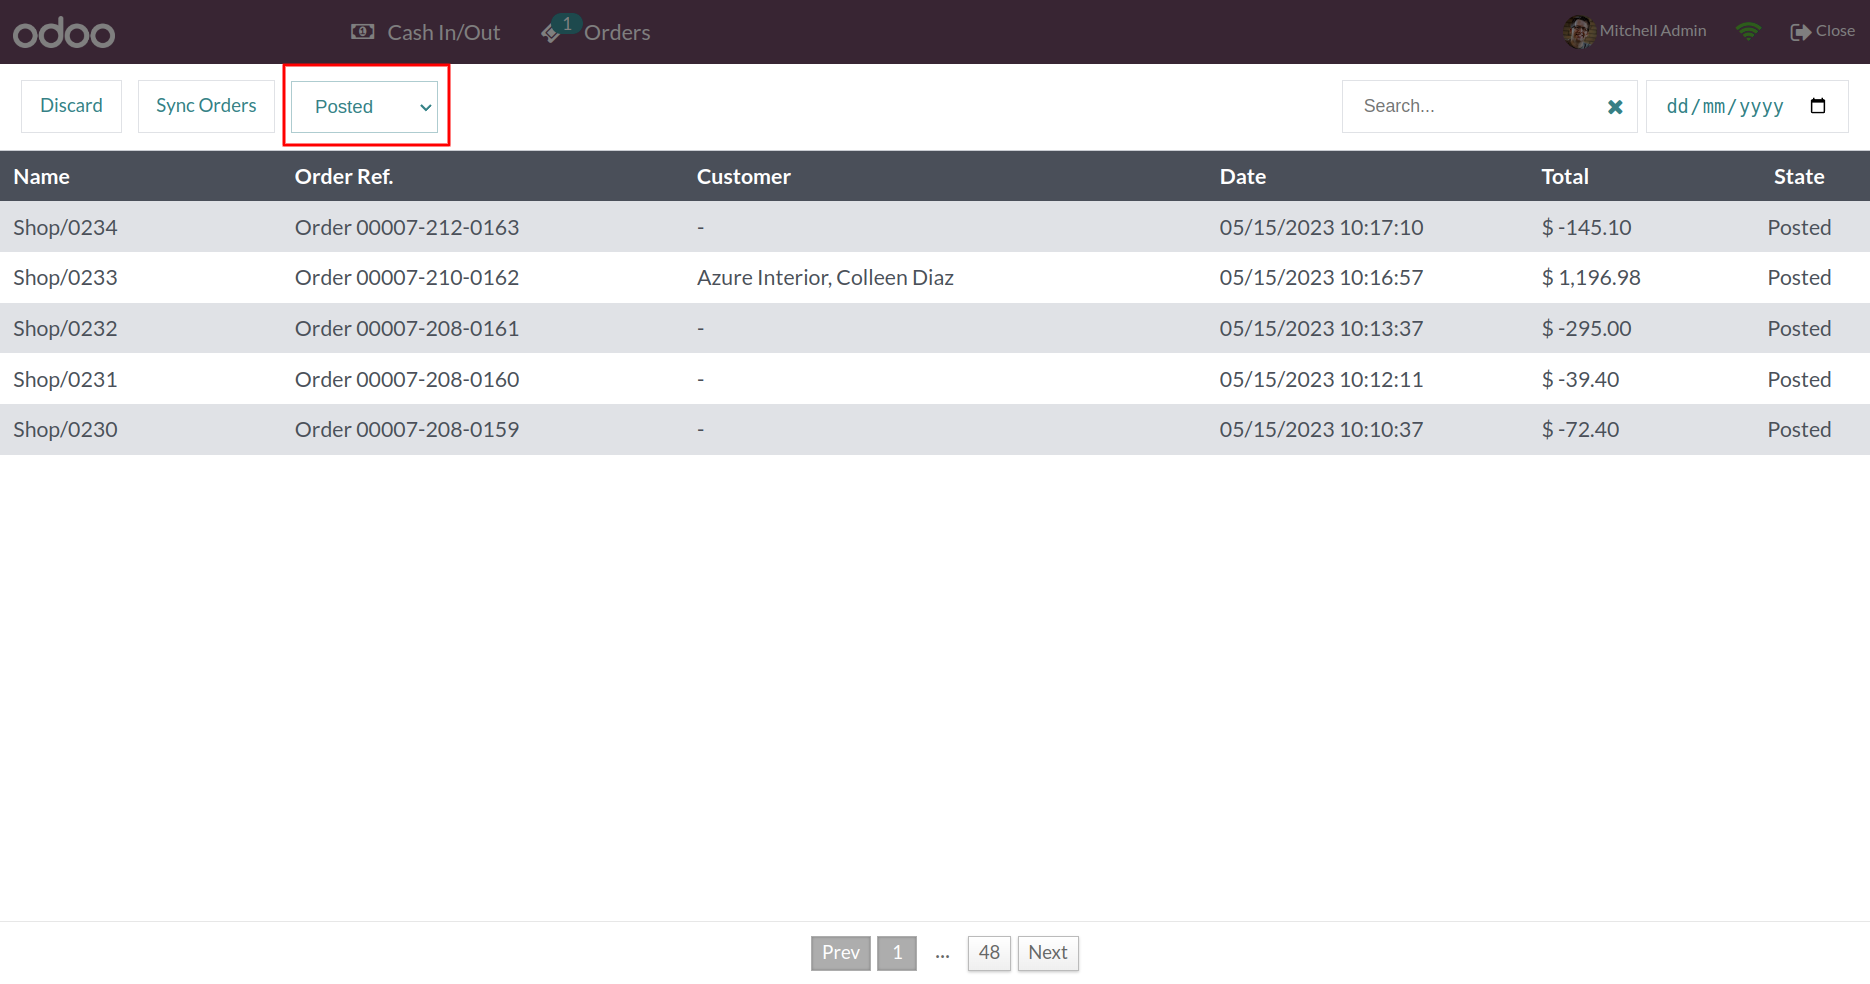 odoo Cash In/Out 1 Orders Mitchell Admin Close
Discard Sync Orders Posted Search... dd/mm/yyyy
Name Order Ref. Customer Date Total State
Shop/0234 Order 00007-212-0163 - 05/15/2023 10:17:10 $ -145.10 Posted
Shop/0233 Order 00007-210-0162 Azure Interior, Colleen Diaz 05/15/2023 10:16:57 $ 1,196.98 Posted
Shop/0232 Order 00007-208-0161 - 05/15/2023 10:13:37 $ -295.00 Posted
Shop/0231 Order 00007-208-0160 - 05/15/2023 10:12:11 $ -39.40 Posted
Shop/0230 Order 00007-208-0159 - 05/15/2023 10:10:37 $ -72.40 Posted
Prev 1 ... 48 Next